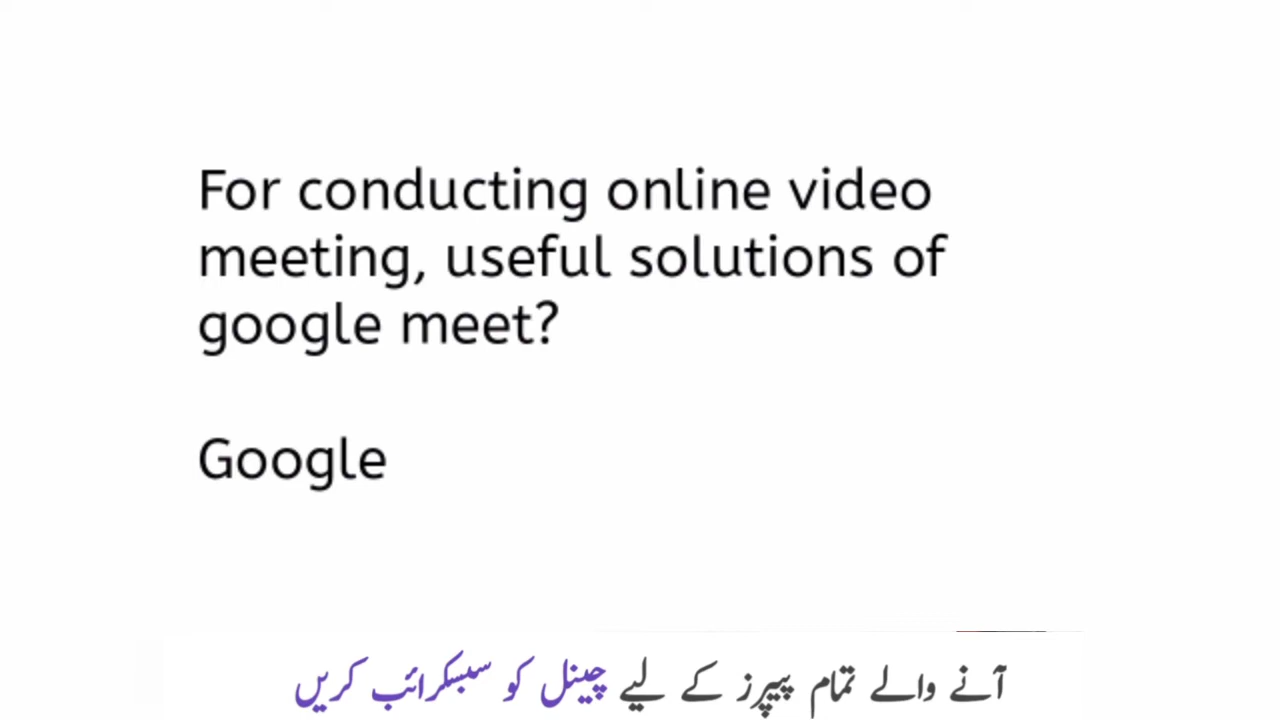 For conducting online video
meeting, useful solutions of
google meet?
Google
آنے والے تمام پیپرز کے لیے چینل کو سبسکرائب کریں